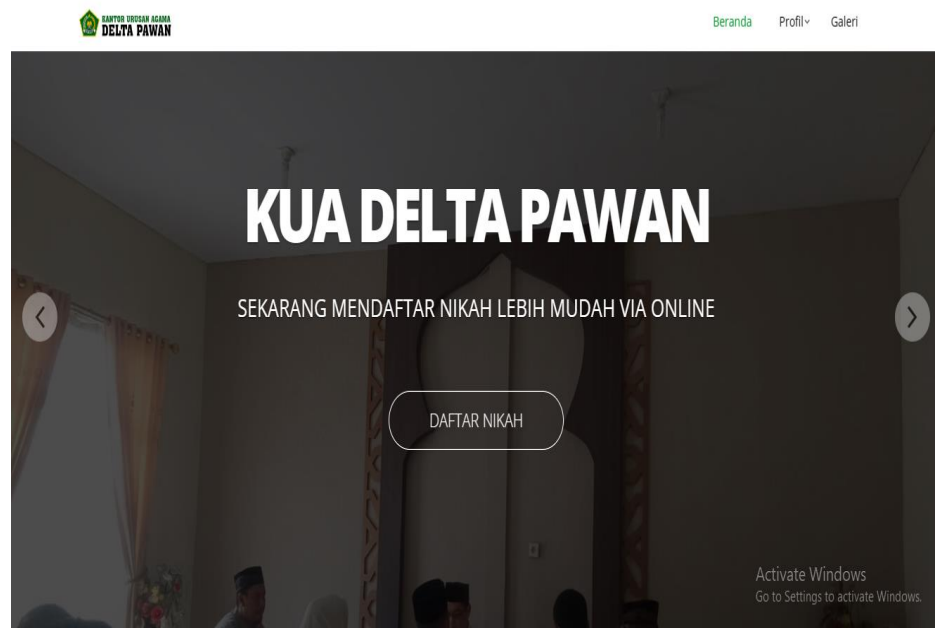 KANTOR URUSAN AGAMA
DELTA PAWAN
Beranda Profil Galeri
KUA DELTA PAWAN
SEKARANG MENDAFTAR NIKAH LEBIH MUDAH VIA ONLINE
DAFTAR NIKAH
Activate Windows
Go to Settings to activate Windows.